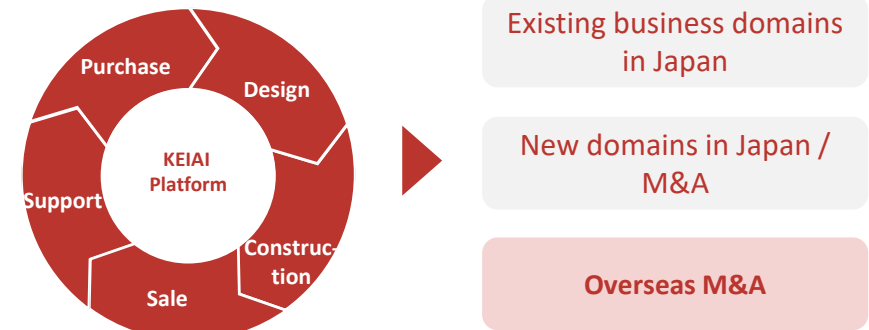 Purchase
Design
KEIAI
Platform
Support
Construc-
tion
Sale
Existing business domains
in Japan
New domains in Japan /
M&A
Overseas M&A